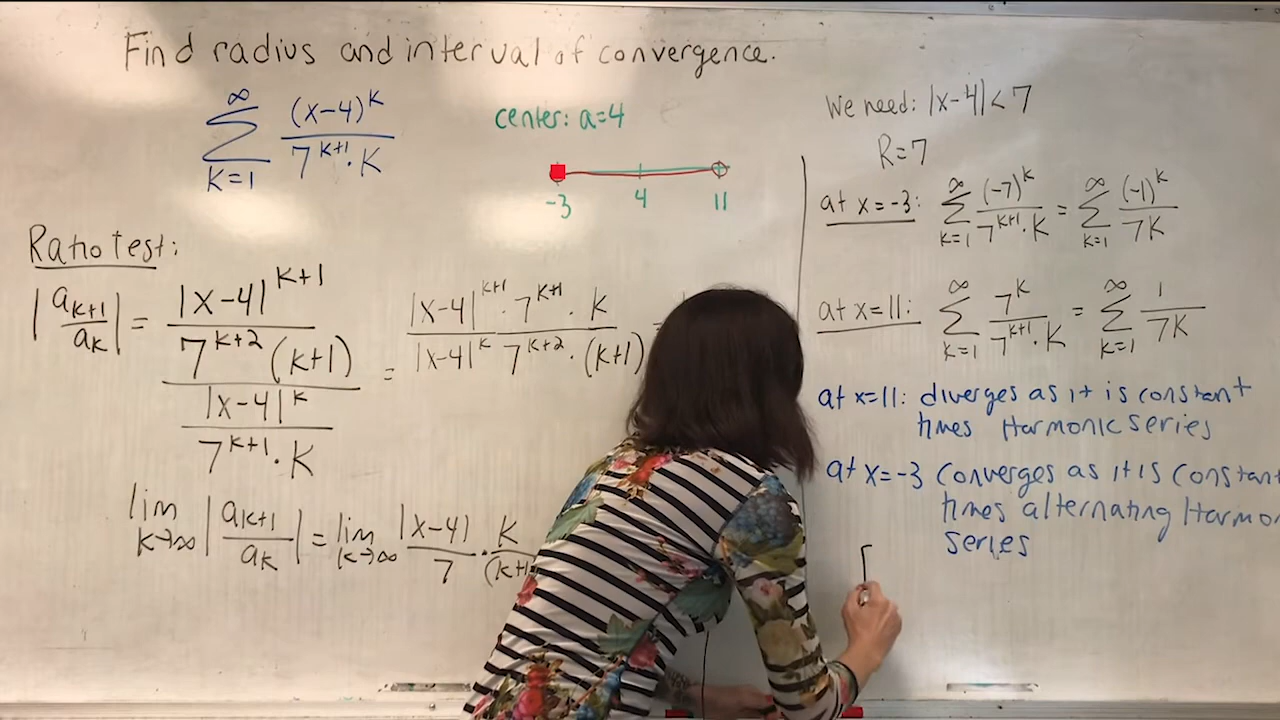 Find radius and interval of convergence.
∞
∑ (x-4)^k / 7^{k+1} · k
k=1
center: a=4
-3 4 11
Ratio Test:
|a_{k+1} / a_k| = (|x-4|^{k+1} / 7^{k+2} (k+1)) / (|x-4|^k / 7^{k+1} · k) = |x-4|^{k+1} · 7^{k+1} · k / |x-4|^k 7^{k+2} · (k+1)
lim k→∞ |a_{k+1} / a_k| = lim k→∞ |x-4| / 7 · k / (k+1
We need: |x-4| < 7
R=7
at x=-3: ∑_{k=1}^∞ (-7)^k / 7^{k+1} · k = ∑_{k=1}^∞ (-1)^k / 7k
at x=11: ∑_{k=1}^∞ 7^k / 7^{k+1} · k = ∑_{k=1}^∞ 1 / 7k
at x=11: diverges as it is constant
times Harmonic series
at x=-3 converges as it is constant
times alternating Harmo
series
[